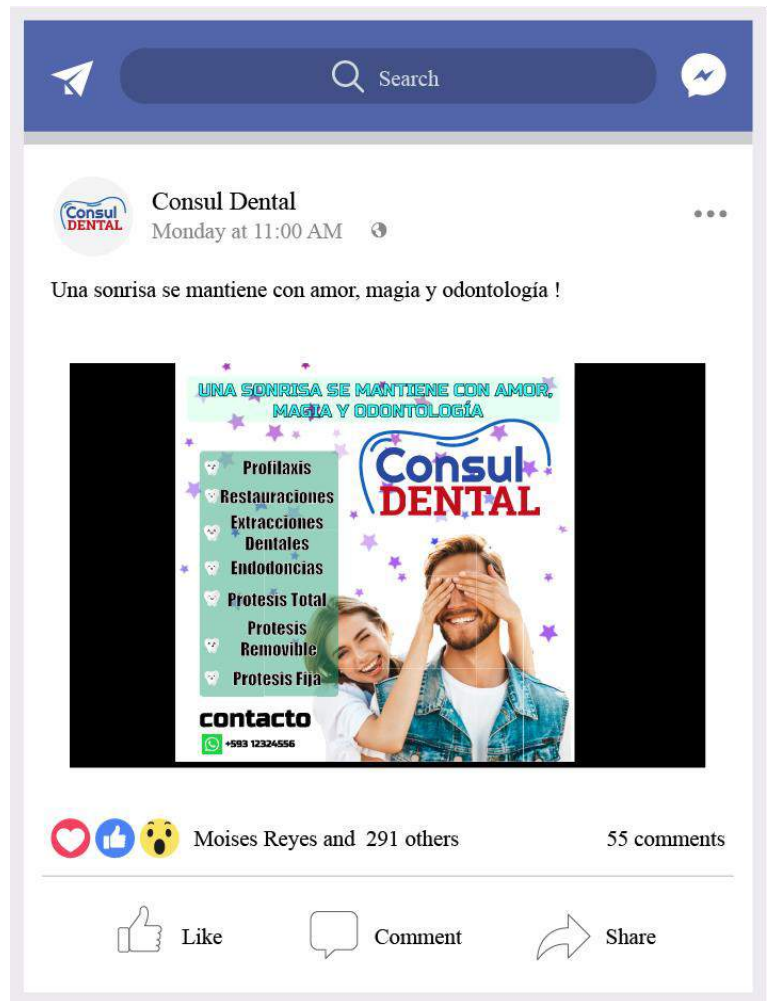 Search
Consul
DENTAL
Consul Dental
Monday at 11:00 AM
Una sonrisa se mantiene con amor, magia y odontología !
UNA SONRISA SE MANTIENE CON AMOR,
MAGIA Y ODONTOLOGÍA
Consul
DENTAL
Profilaxis
Restauraciones
Extracciones
Dentales
Endodoncias
Protesis Total
Protesis
Removible
Protesis Fija
contacto
+593 12324556
Moises Reyes and 291 others
55 comments
Like
Comment
Share